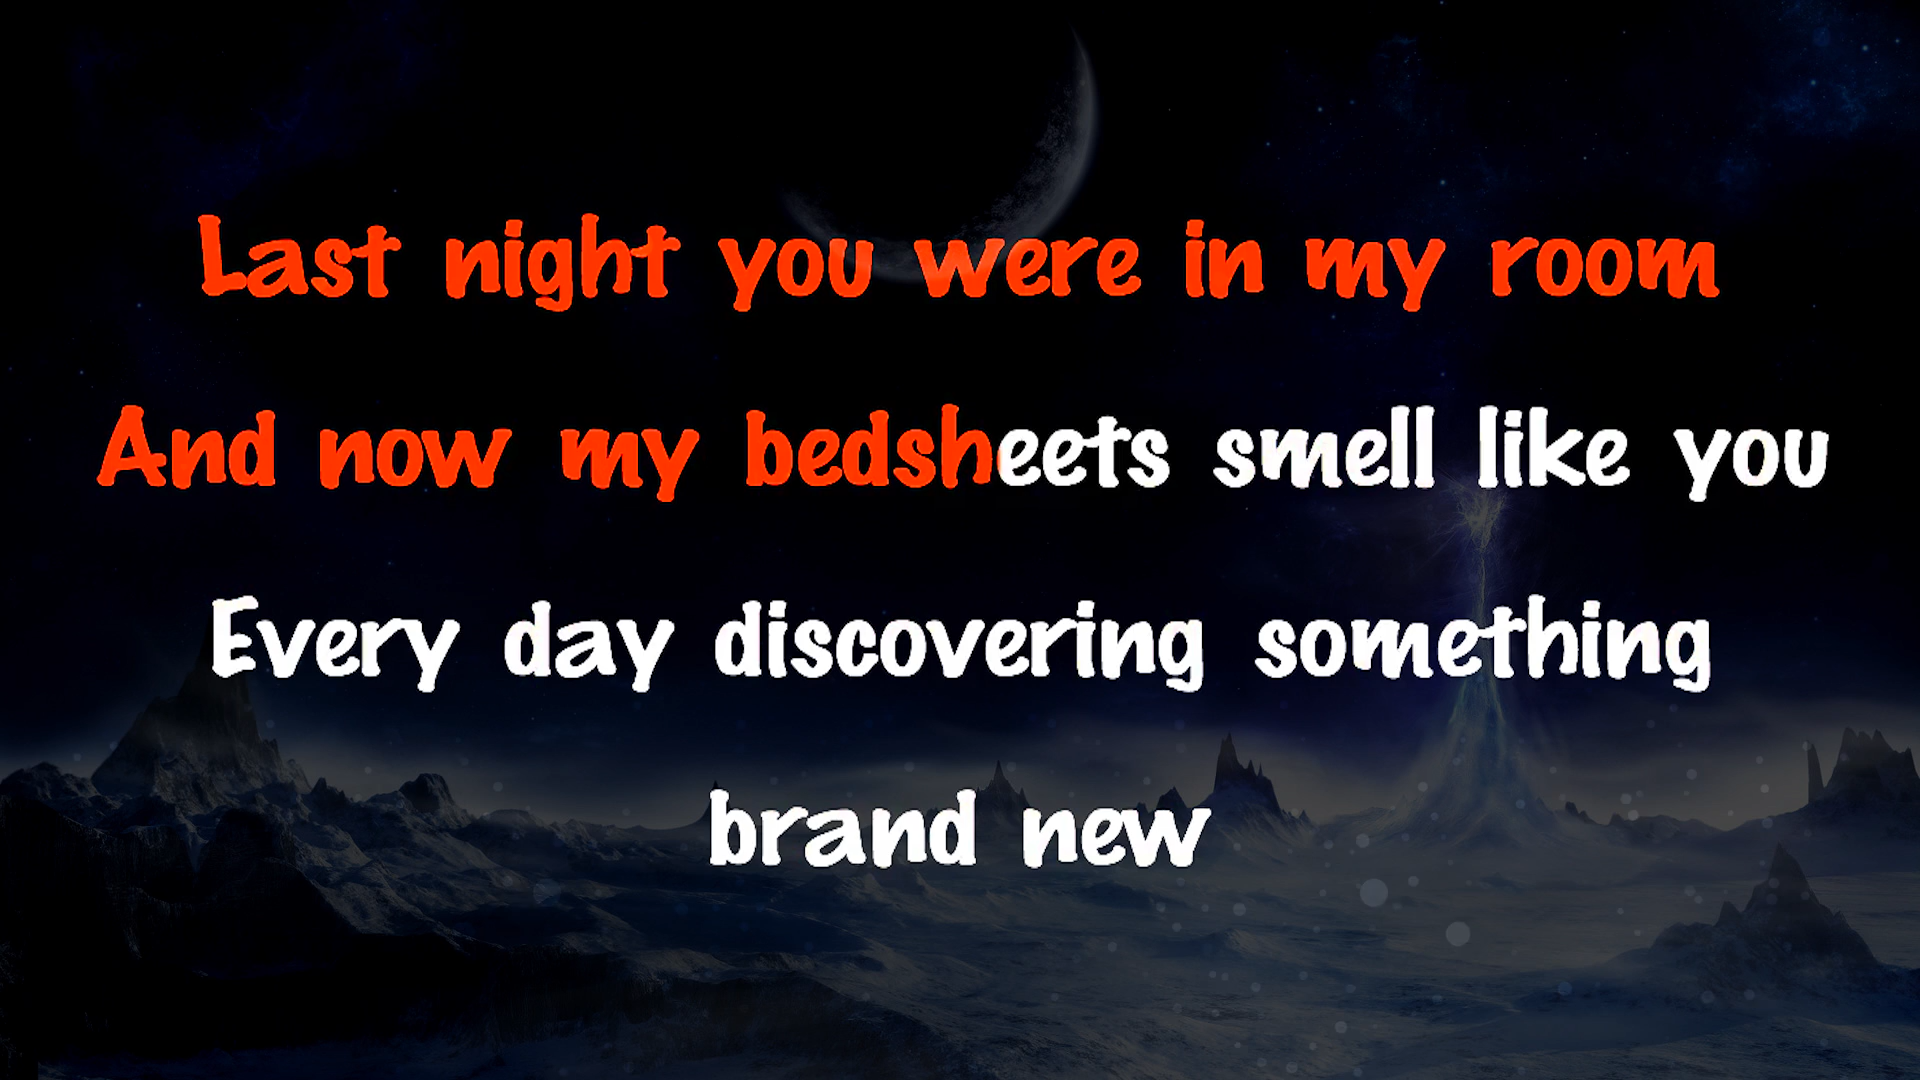 Last night you were in my room
And now my bedsheets smell like you
Every day discovering something
brand new